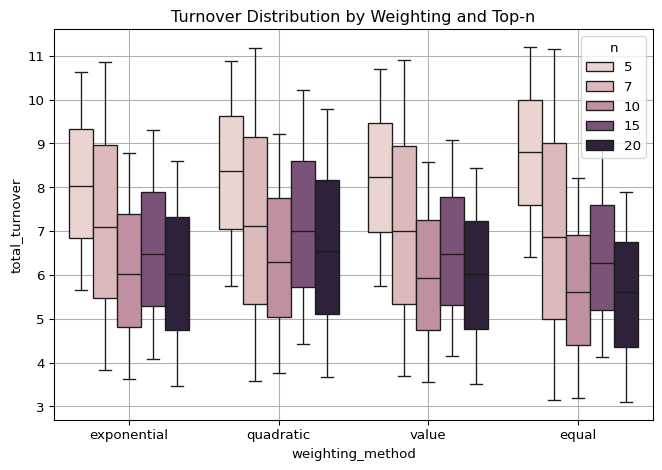 Turnover Distribution by Weighting and Top-n
n
5
7
10
15
20
total_turnover
11
10
9
8
7
6
5
4
3
exponential quadratic value equal
weighting_method